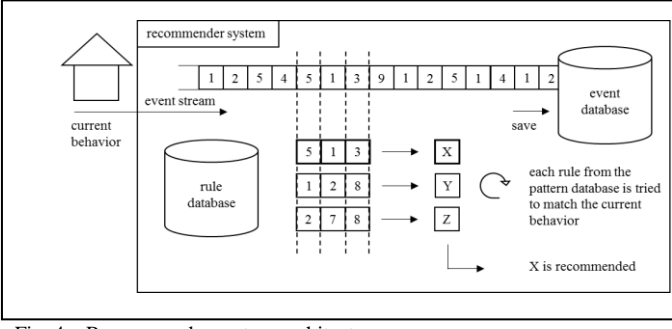 recommender system
1 2 5 4 5 1 3 9 1 2 5 1 4 1 2
event database
event stream
save
current behavior
rule database
5 1 3 X
1 2 8 Y
2 7 8 Z
each rule from the
pattern database is tried
to match the current
behavior
X is recommended